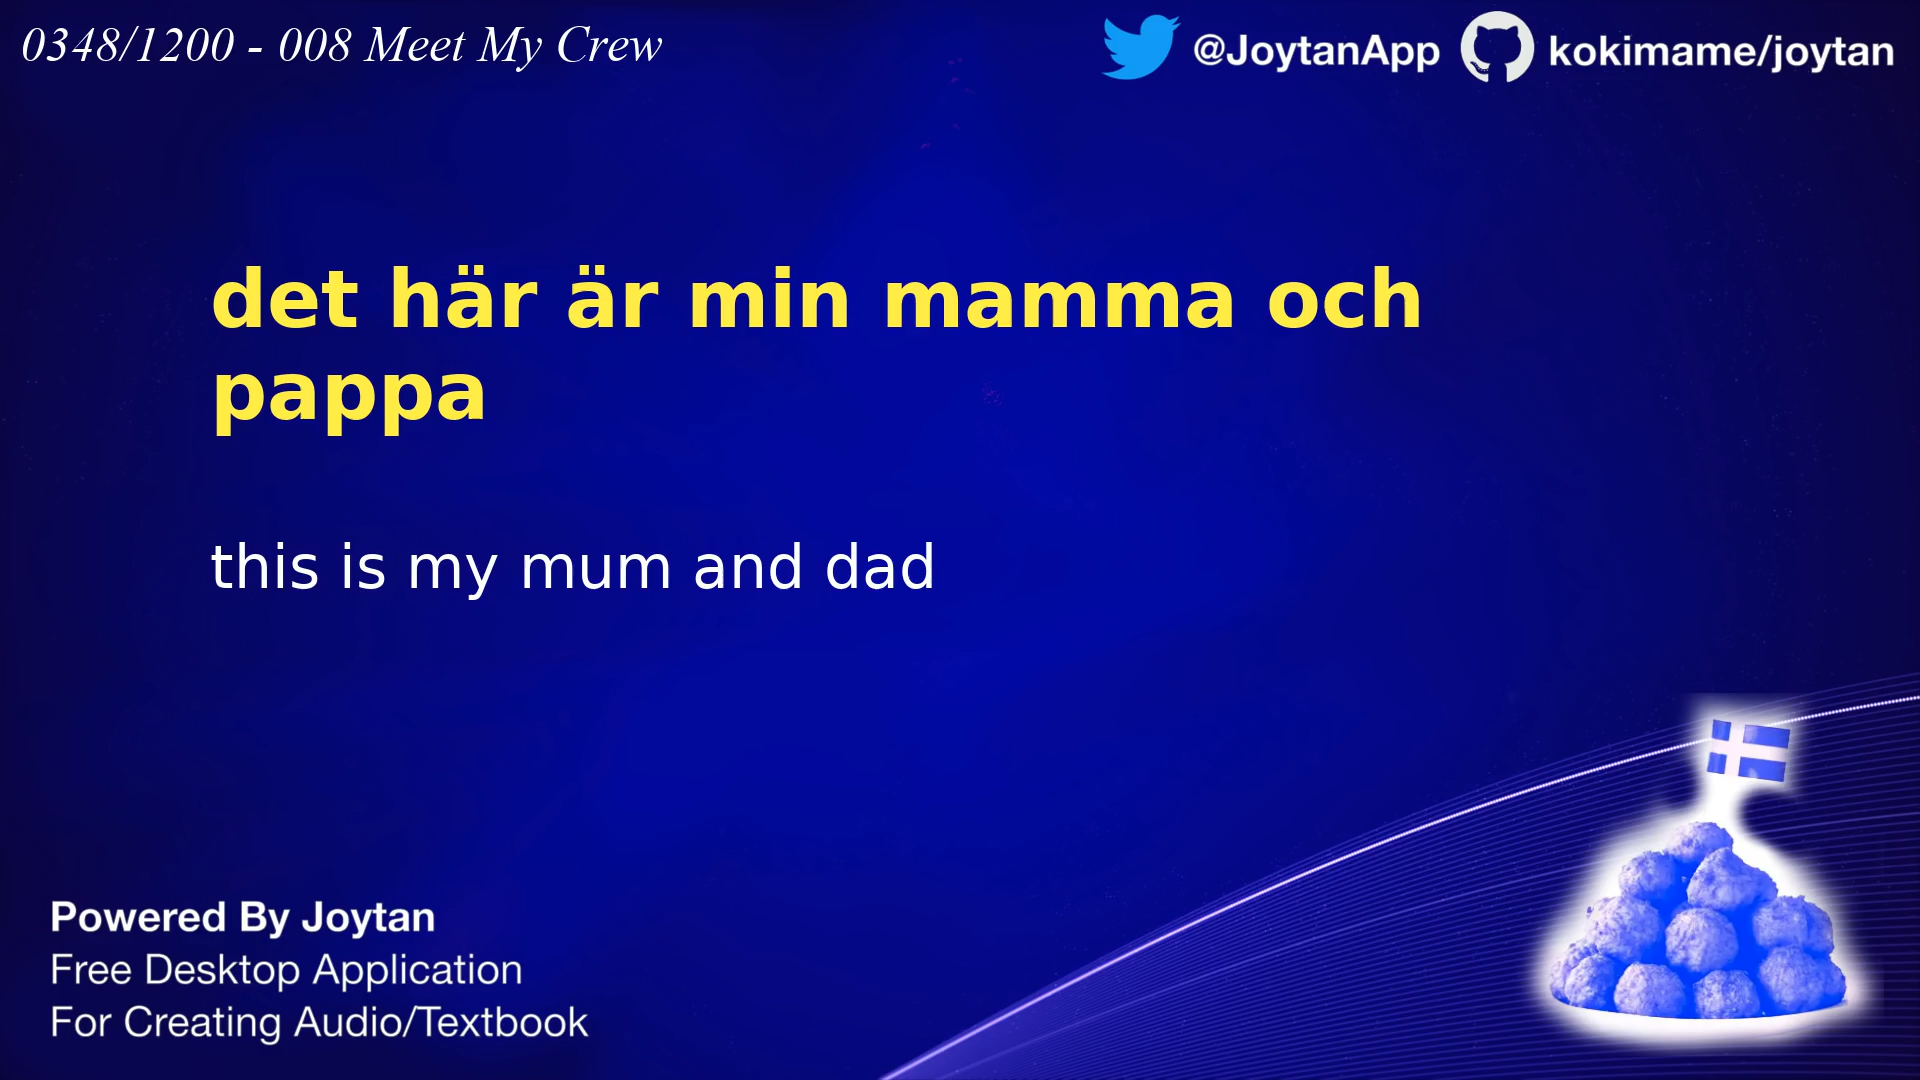 0348/1200 - 008 Meet My Crew
@JoytanApp kokimame/joytan
det här är min mamma och
pappa
this is my mum and dad
Powered By Joytan
Free Desktop Application
For Creating Audio/Textbook